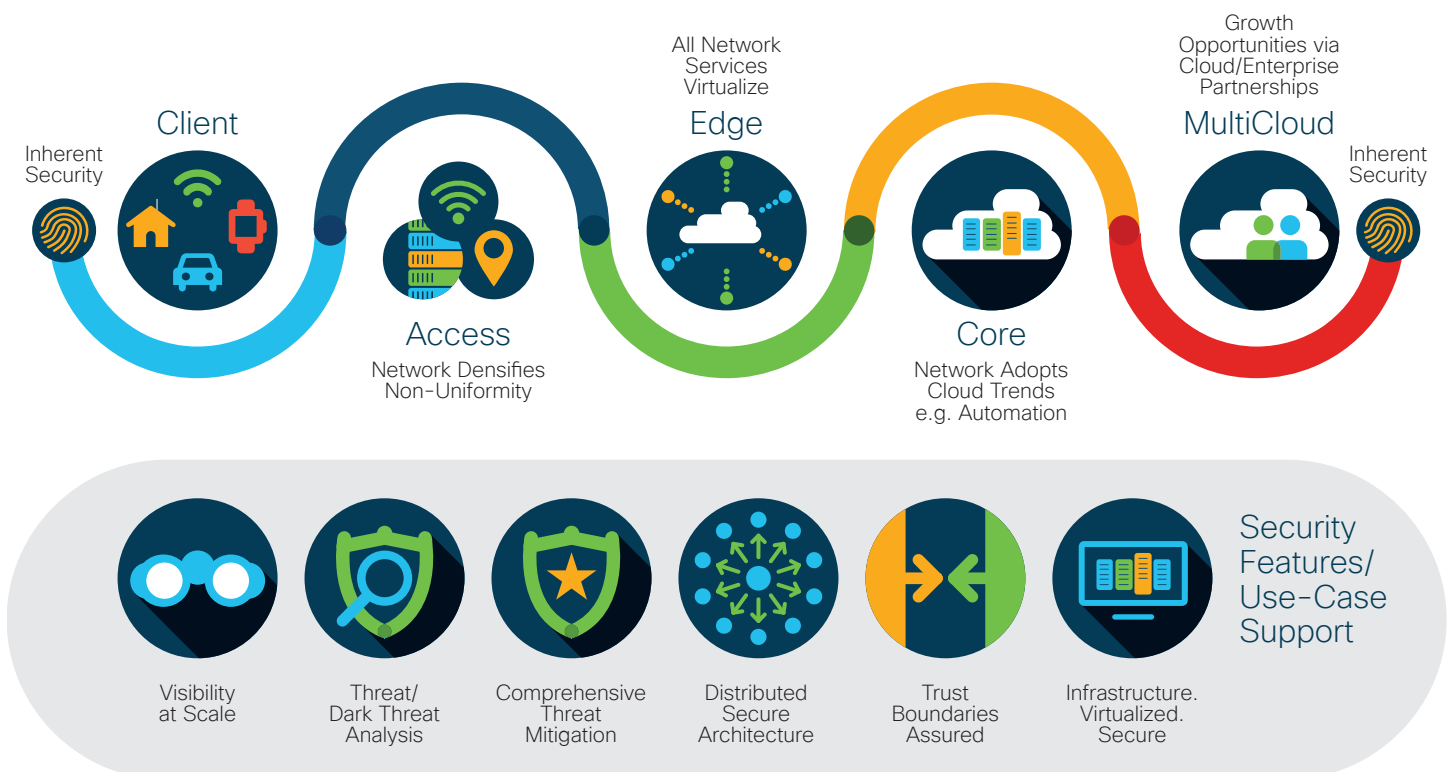 Inherent
Security
Client
Access
Network Densifies
Non-Uniformity
All Network
Services
Virtualize
Edge
Core
Network Adopts
Cloud Trends
e.g. Automation
Growth
Opportunities via
Cloud/Enterprise
Partnerships
MultiCloud
Inherent
Security
Visibility
at Scale
Threat/
Dark Threat
Analysis
Comprehensive
Threat
Mitigation
Distributed
Secure
Architecture
Trust
Boundaries
Assured
Infrastructure.
Virtualized.
Secure
Security
Features/
Use-Case
Support